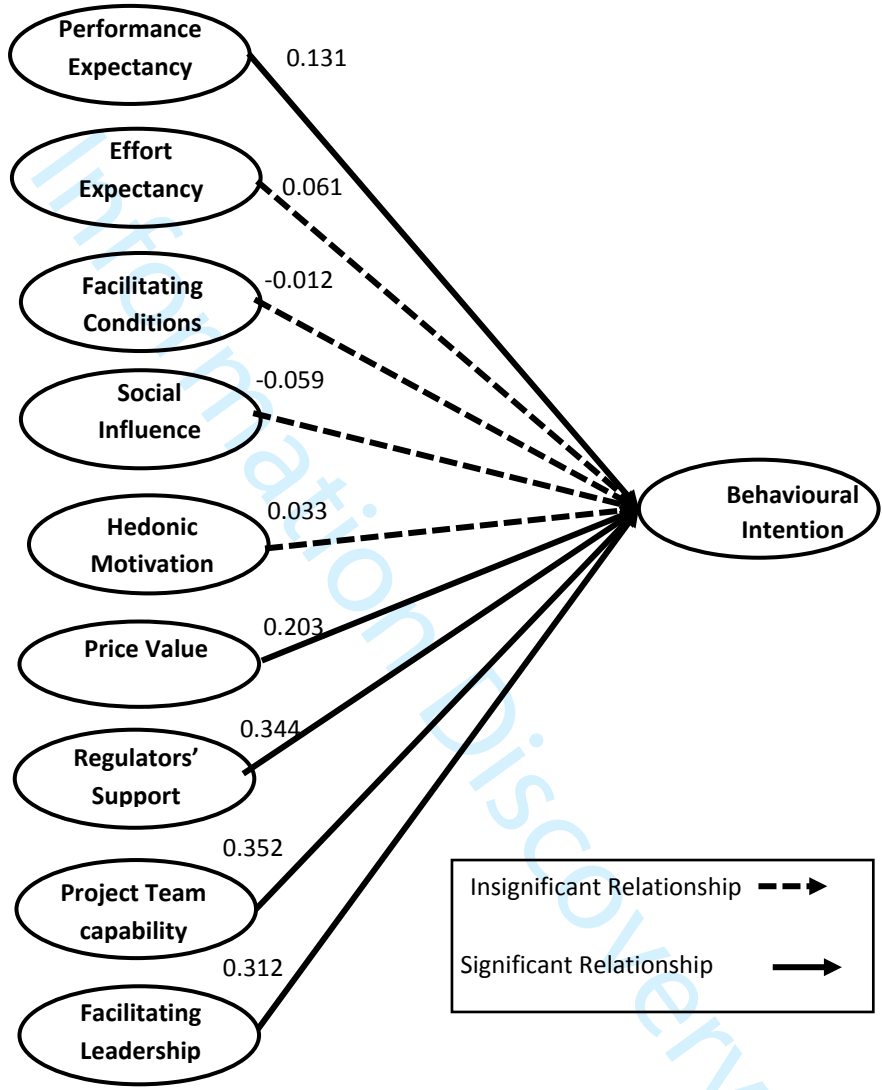 Performance
Expectancy
0.131
Effort
Expectancy
0.061
Facilitating
Conditions
-0.012
Social
Influence
-0.059
Hedonic
Motivation
0.033
Behavioural
Intention
Price Value
0.203
Regulators’
Support
0.344
Project Team
capability
0.352
Facilitating
Leadership
0.312
Insignificant Relationship
Significant Relationship
Information Discovery